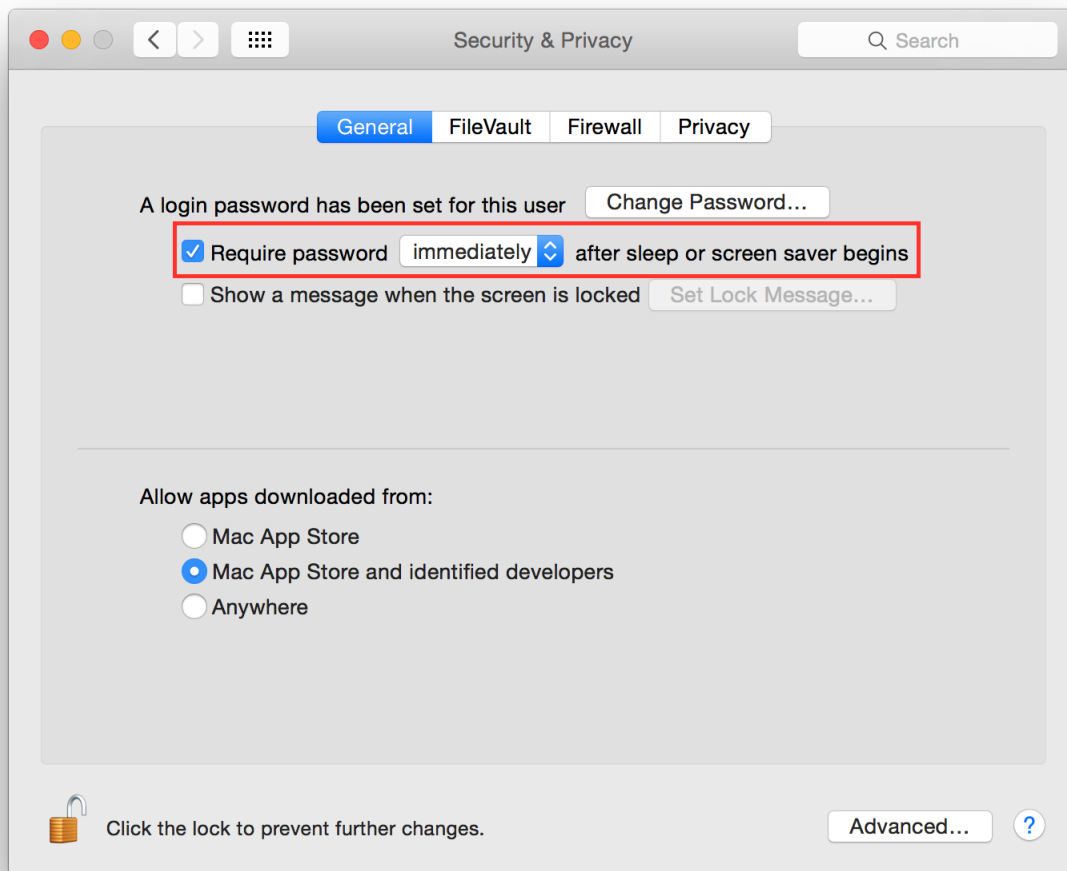 Security & Privacy
Search
General FileVault Firewall Privacy
A login password has been set for this user Change Password...
Require password immediately after sleep or screen saver begins
Show a message when the screen is locked Set Lock Message...
Allow apps downloaded from:
Mac App Store
Mac App Store and identified developers
Anywhere
Click the lock to prevent further changes. Advanced... ?